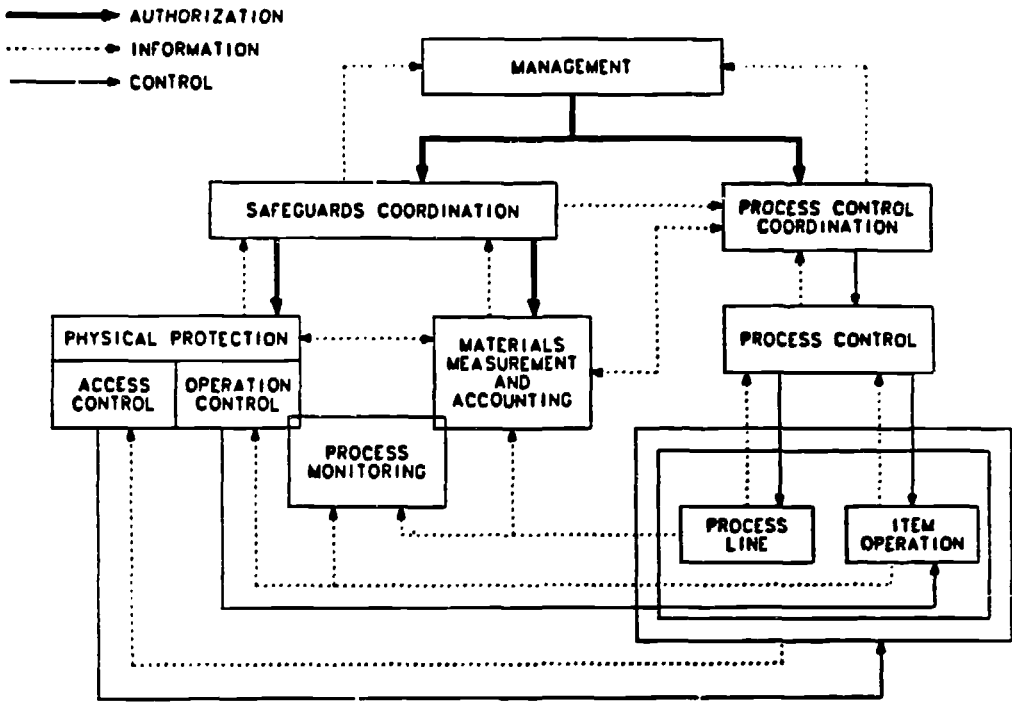 AUTHORIZATION
INFORMATION
CONTROL
MANAGEMENT
SAFEGUARDS COORDINATION
PROCESS CONTROL
COORDINATION
PHYSICAL PROTECTION
ACCESS
CONTROL
OPERATION
CONTROL
MATERIALS
MEASUREMENT
AND
ACCOUNTING
PROCESS CONTROL
PROCESS
MONITORING
PROCESS
LINE
ITEM
OPERATION